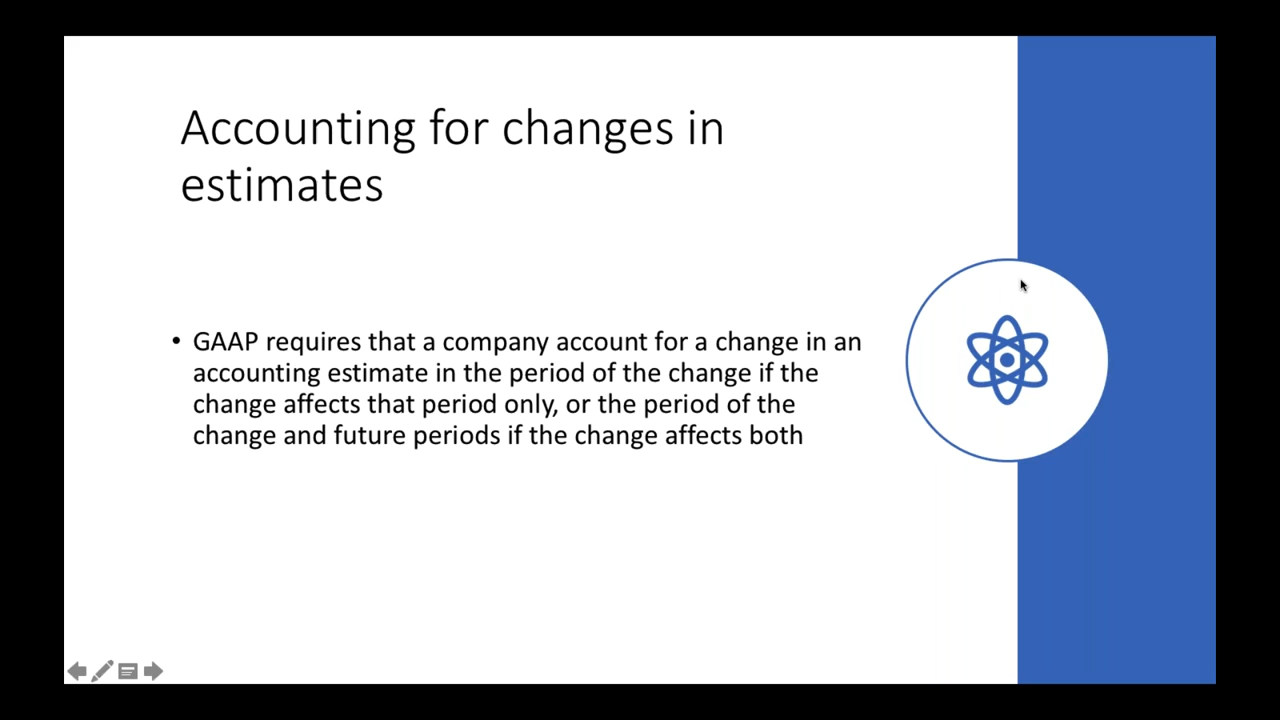 Accounting for changes in
estimates
• GAAP requires that a company account for a change in an
accounting estimate in the period of the change if the
change affects that period only, or the period of the
change and future periods if the change affects both